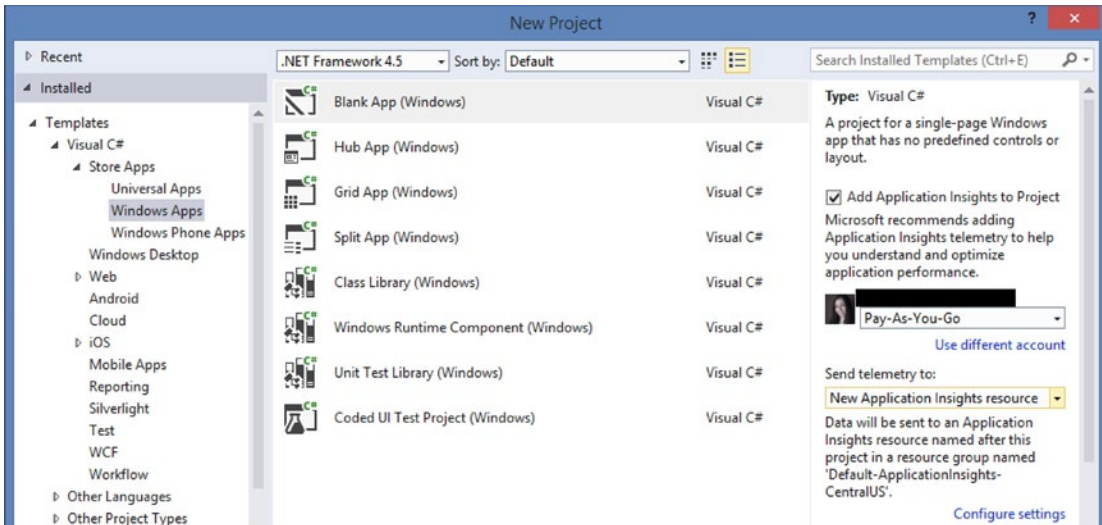 New Project
? ×
Recent
Installed
Templates
Visual C#
Store Apps
Universal Apps
Windows Apps
Windows Phone Apps
Windows Desktop
Web
Android
Cloud
iOS
Mobile Apps
Reporting
Silverlight
Test
WCF
Workflow
Other Languages
Other Project Types
.NET Framework 4.5 Sort by: Default
Blank App (Windows) Visual C#
Hub App (Windows) Visual C#
Grid App (Windows) Visual C#
Split App (Windows) Visual C#
Class Library (Windows) Visual C#
Windows Runtime Component (Windows) Visual C#
Unit Test Library (Windows) Visual C#
Coded UI Test Project (Windows) Visual C#
Search Installed Templates (Ctrl+E)
Type: Visual C#
A project for a single-page Windows
app that has no predefined controls or
layout.
Add Application Insights to Project
Microsoft recommends adding
Application Insights telemetry to help
you understand and optimize
application performance.
Pay-As-You-Go
Use different account
Send telemetry to:
New Application Insights resource
Data will be sent to an Application
Insights resource named after this
project in a resource group named
'Default-ApplicationInsights-
CentralUS'.
Configure settings